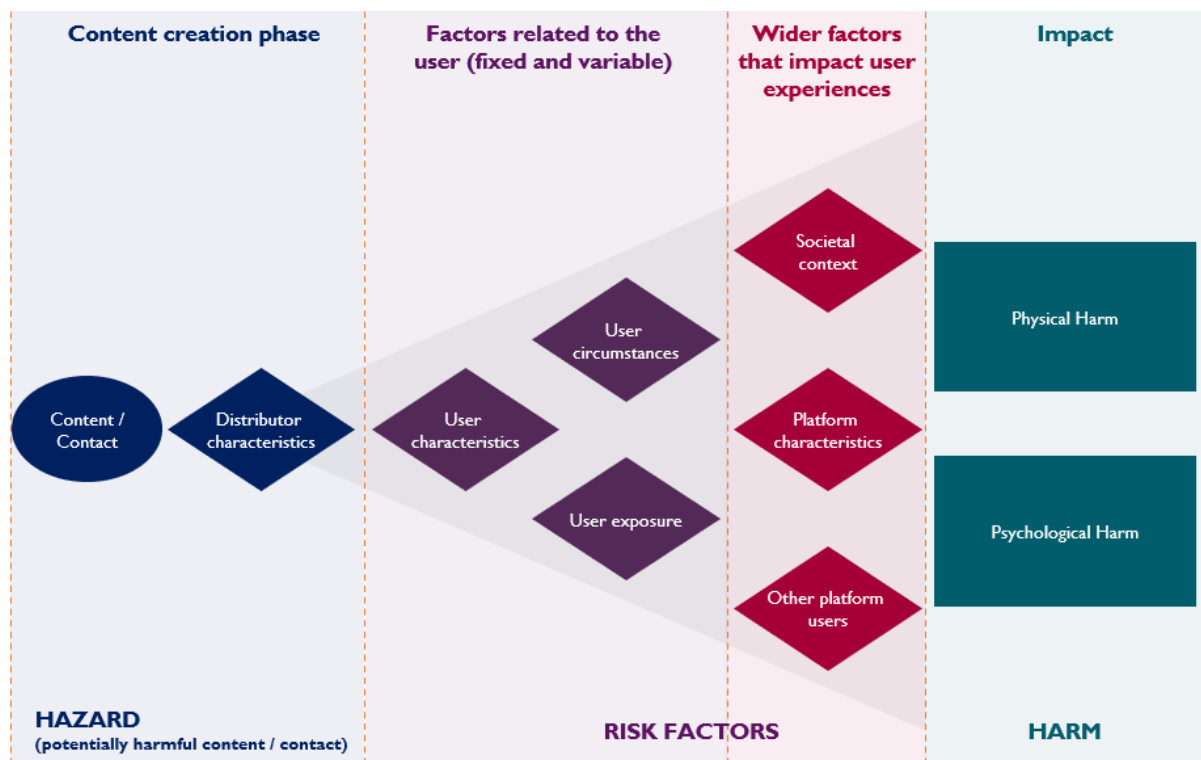 Content creation phase
Factors related to the
user (fixed and variable)
Wider factors
that impact user
experiences
Impact
Societal
context
Physical Harm
User
circumstances
Content /
Contact
Distributor
characteristics
User
characteristics
Platform
characteristics
User exposure
Psychological Harm
Other platform
users
HAZARD
(potentially harmful content / contact)
RISK FACTORS
HARM